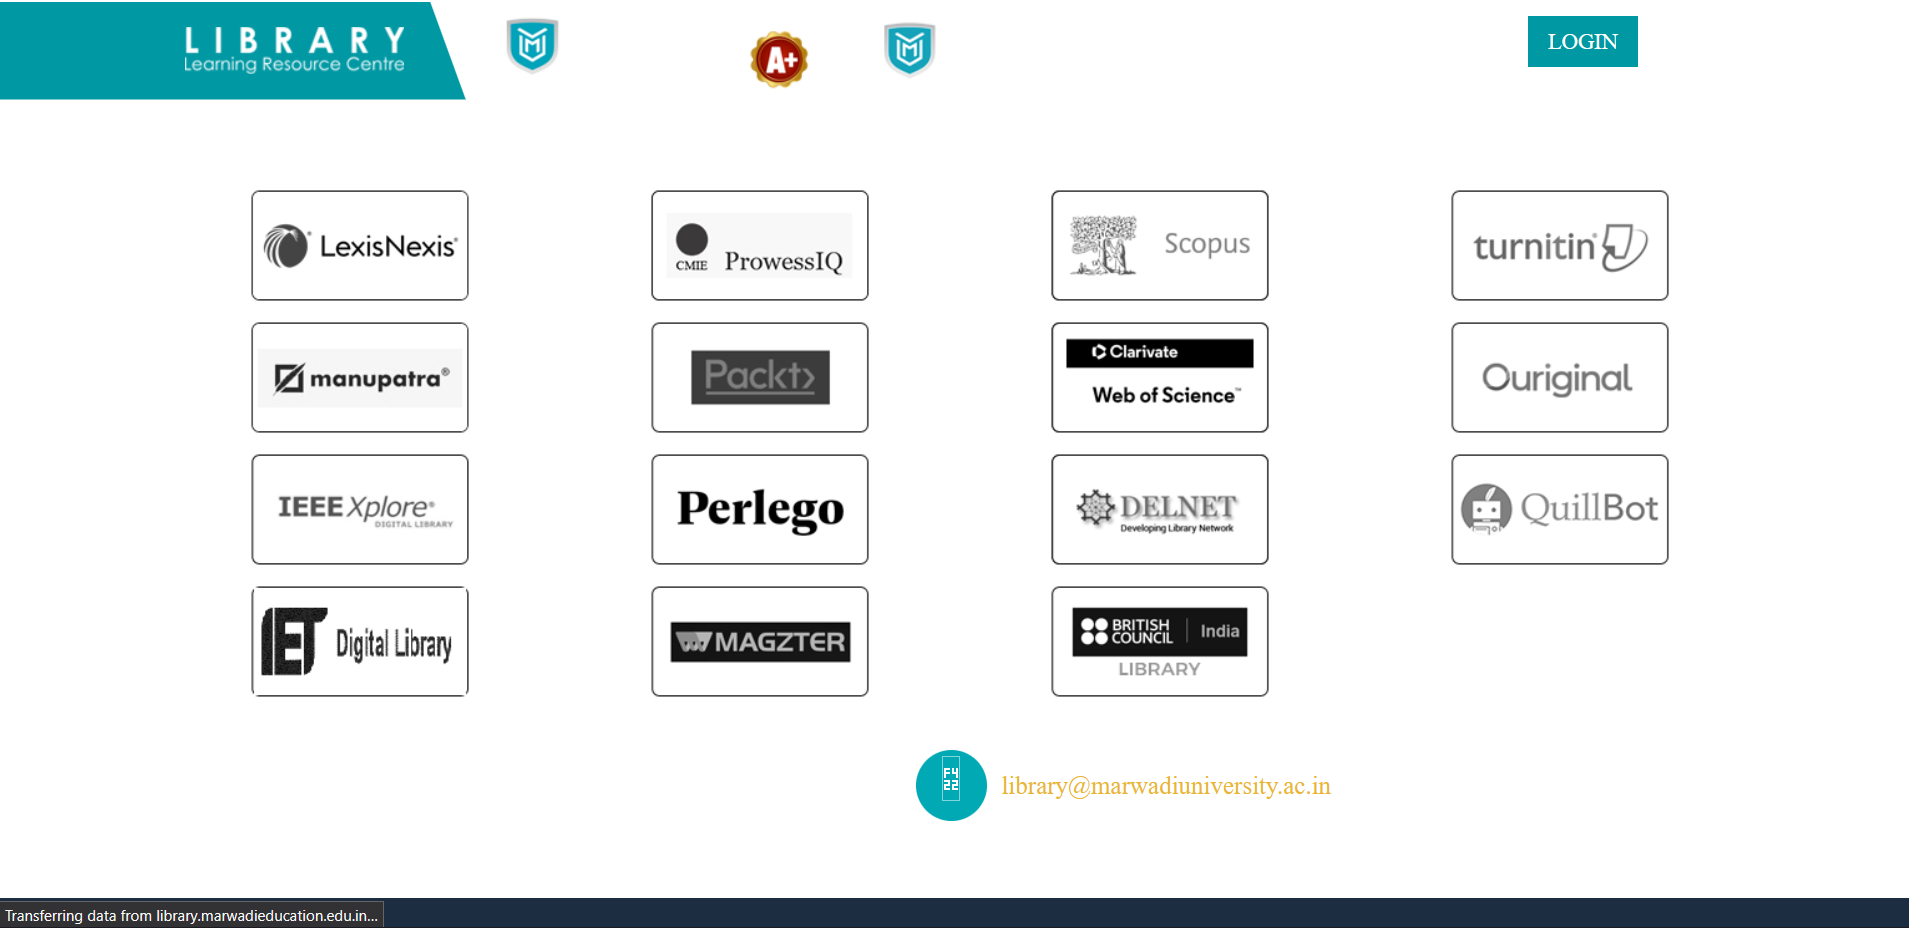 LIBRARY
Learning Resource Centre
A+
LOGIN
LexisNexis®
CMIE ProwessIQ
Scopus
turnitin
manupatra®
Packt>
Clarivate
Web of Science™
Ouriginal
IEEE Xplore®
DIGITAL LIBRARY
Perlego
DELNET
Developing Library Network
QuillBot
IET Digital Library
MAGZTER
BRITISH COUNCIL | India
LIBRARY
F422
library@marwadiuniversity.ac.in
Transferring data from library.marwadieducation.edu.in...